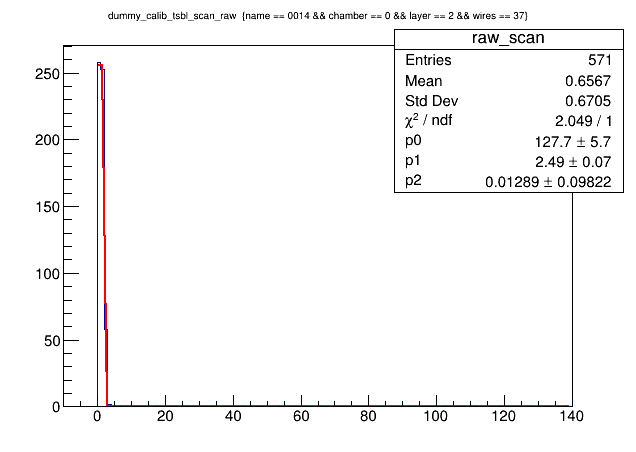 dummy_calib_tsbl_scan_raw {name == 0014 && chamber == 0 && layer == 2 && wires == 37}
raw_scan
Entries 571
Mean 0.6567
Std Dev 0.6705
χ² / ndf 2.049 / 1
p0 127.7 ± 5.7
p1 2.49 ± 0.07
p2 0.01289 ± 0.09822
250
200
150
100
50
0
0 20 40 60 80 100 120 140